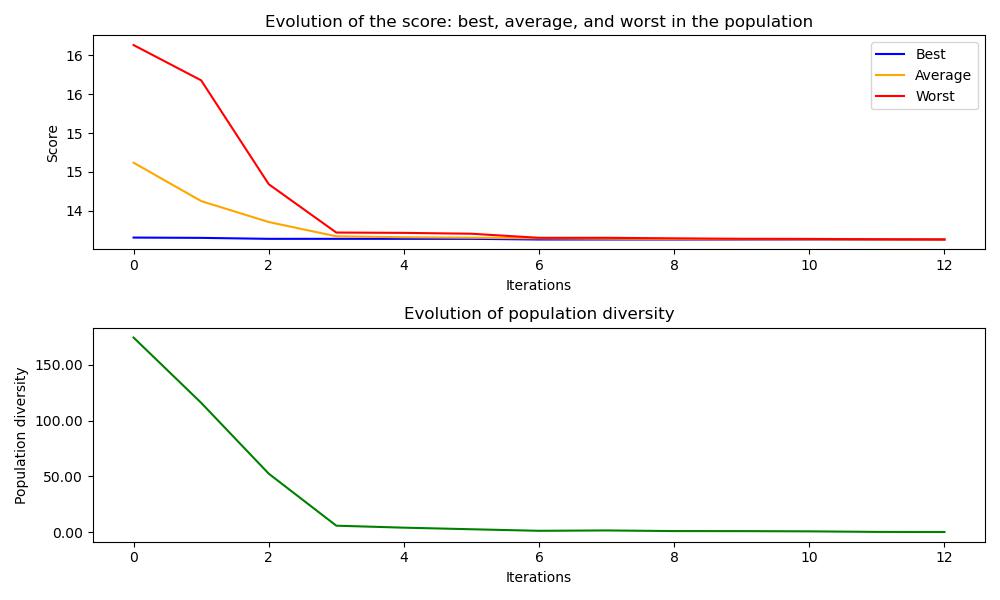 Evolution of the score: best, average, and worst in the population
16
16
15
15
14
Score
Best
Average
Worst
0 2 4 6 8 10 12
Iterations
Evolution of population diversity
150.00
100.00
50.00
0.00
Population diversity
0 2 4 6 8 10 12
Iterations